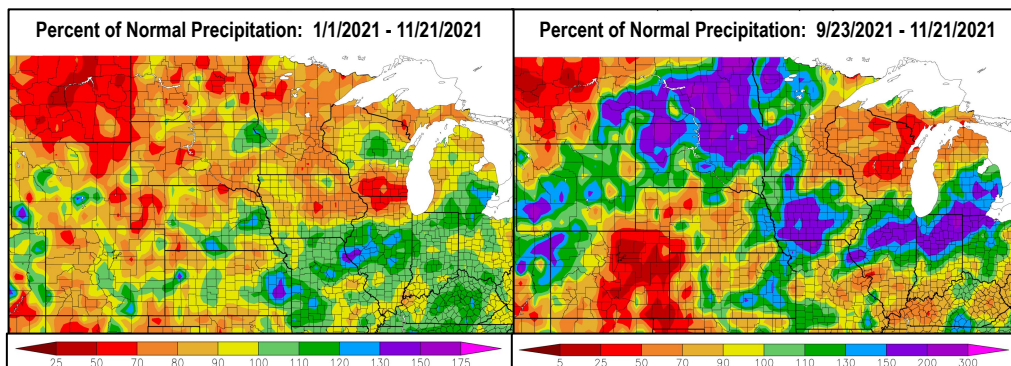 Percent of Normal Precipitation: 1/1/2021 - 11/21/2021
Percent of Normal Precipitation: 9/23/2021 - 11/21/2021
25 50 70 80 90 100 110 120 130 150 175
5 25 50 70 90 100 110 130 150 200 300